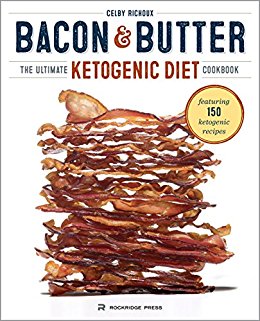 CELBY RICHOUX
BACON & BUTTER
THE ULTIMATE KETOGENIC DIET COOKBOOK
featuring
150
ketogenic
recipes
R
ROCKRIDGE PRESS